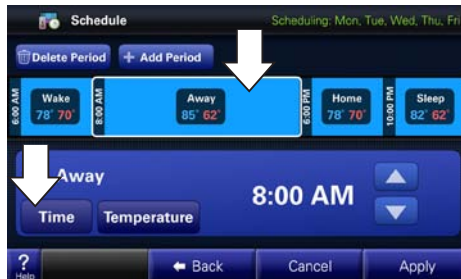 Schedule Scheduling: Mon, Tue, Wed, Thu, Fri
Delete Period + Add Period
6:00 AM Wake 8:00 AM Away 6:00 PM Home 10:00 PM Sleep
78° 70° 85° 62° 78° 70° 82° 62°
Away
8:00 AM
Time Temperature
? Help Back Cancel Apply